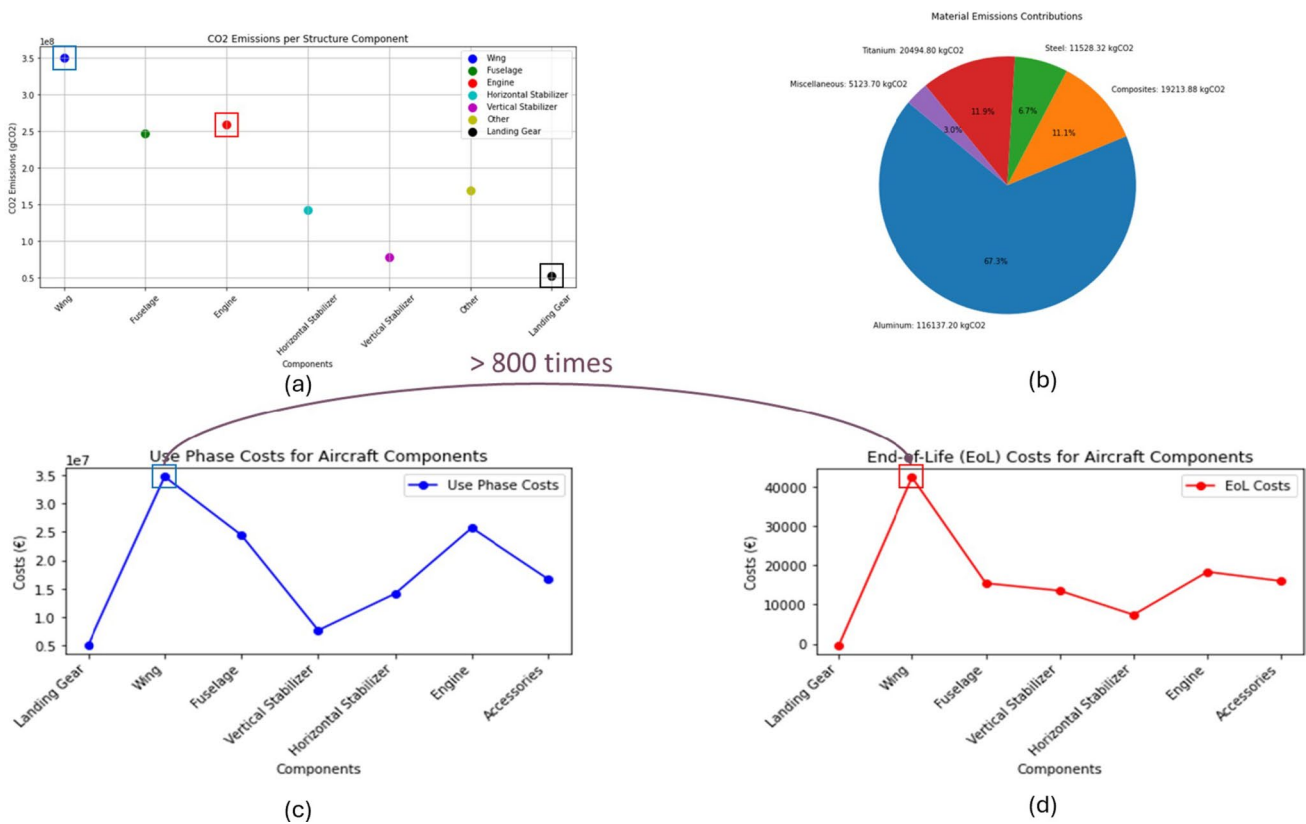 CO2 Emissions per Structure Component
1e8
3.5
3.0
2.5
2.0
1.5
1.0
0.5
CO2 Emissions (gCO2)
Wing
Fuselage
Engine
Horizontal Stabilizer
Vertical Stabilizer
Other
Landing Gear
Wing
Fuselage
Engine
Horizontal Stabilizer
Vertical Stabilizer
Other
Landing Gear
Components
(a)
Material Emissions Contributions
Titanium: 20494.80 kgCO2
Steel: 11528.32 kgCO2
Miscellaneous: 5123.70 kgCO2
Composites: 19213.88 kgCO2
11.9%
6.7%
3.0%
11.1%
67.3%
Aluminum: 116137.20 kgCO2
(b)
> 800 times
Use Phase Costs for Aircraft Components
1e7
3.5
3.0
2.5
2.0
1.5
1.0
0.5
Costs (€)
Use Phase Costs
Landing Gear
Wing
Fuselage
Vertical Stabilizer
Horizontal Stabilizer
Engine
Accessories
Components
(c)
End-of-Life (EoL) Costs for Aircraft Components
40000
30000
20000
10000
0
Costs (€)
EoL Costs
Landing Gear
Wing
Fuselage
Vertical Stabilizer
Horizontal Stabilizer
Engine
Accessories
Components
(d)